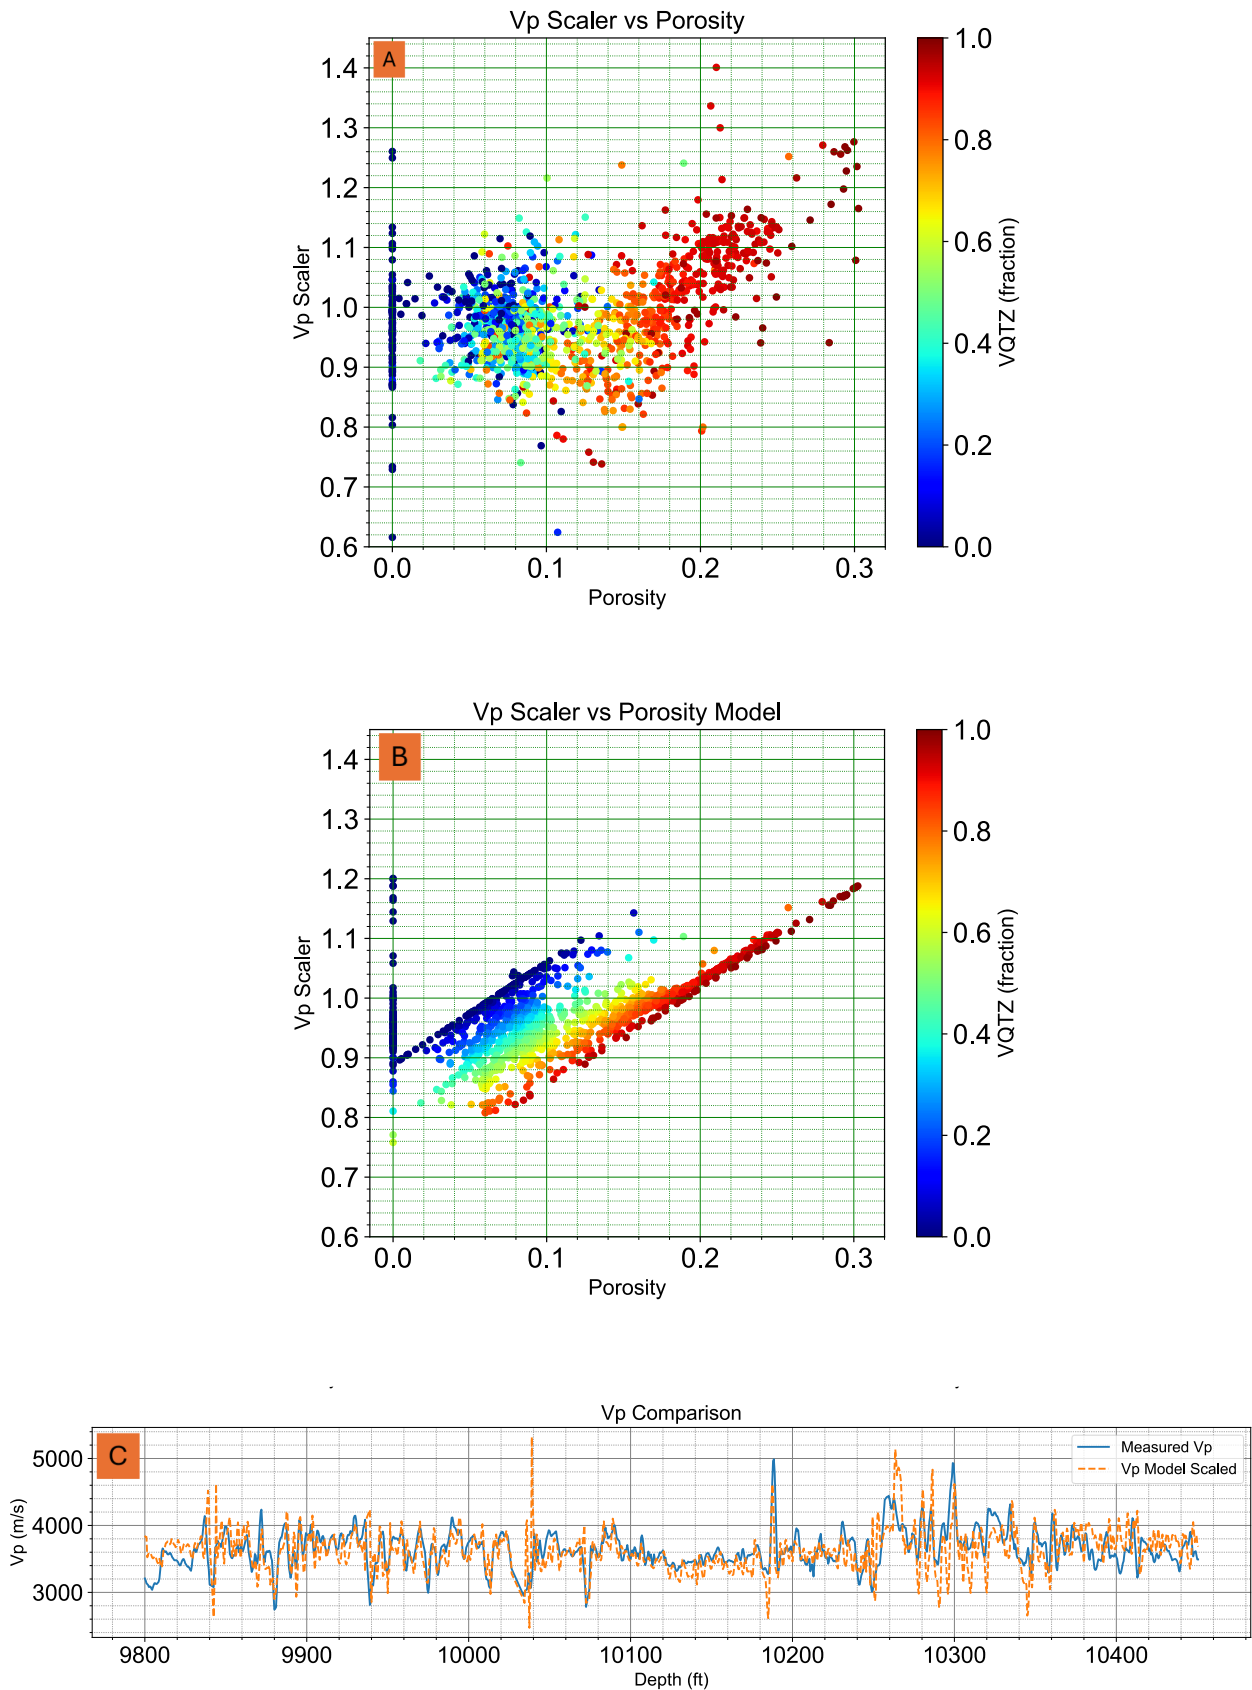 Vp Scaler vs Porosity
A
1.4
1.3
1.2
1.1
1.0
0.9
0.8
0.7
0.6
Vp Scaler
0.0 0.1 0.2 0.3
Porosity
1.0
0.8
0.6
0.4
0.2
0.0
VQTZ (fraction)
Vp Scaler vs Porosity Model
B
1.4
1.3
1.2
1.1
1.0
0.9
0.8
0.7
0.6
Vp Scaler
0.0 0.1 0.2 0.3
Porosity
1.0
0.8
0.6
0.4
0.2
0.0
VQTZ (fraction)
Vp Comparison
C
5000
4000
3000
Vp (m/s)
Measured Vp
Vp Model Scaled
9800 9900 10000 10100 10200 10300 10400
Depth (ft)